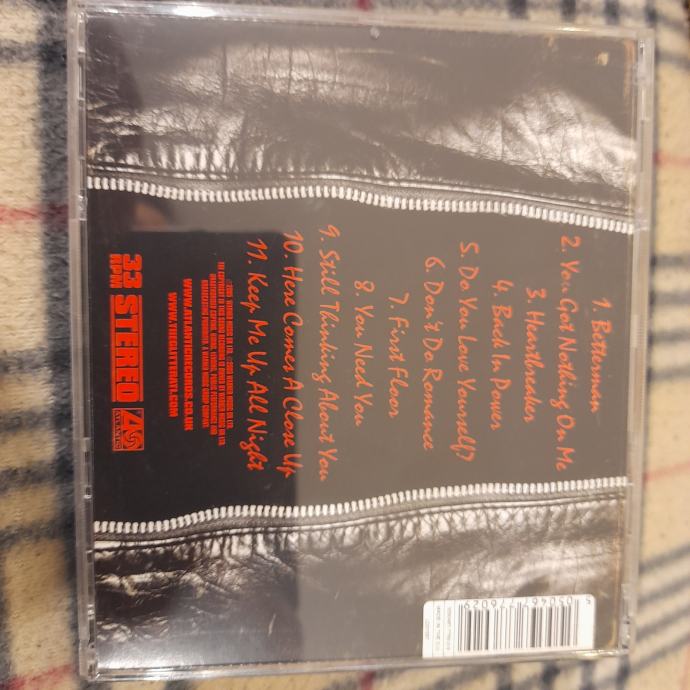 1. Betterman
2. You Got Nothing On Me
3. Heartbreaker
4. Back In Power
5. Do You Love Yourself?
6. Don't Do Romance
7. First Floor
8. You Need You
9. Still Thinking About You
10. Here Comes A Close Up
11. Keep Me Up All Night
WWW.ATLANTICRECORDS.CO.UK
WWW.THEGLITTERATI.COM
33 RPM STEREO
ATLANTIC